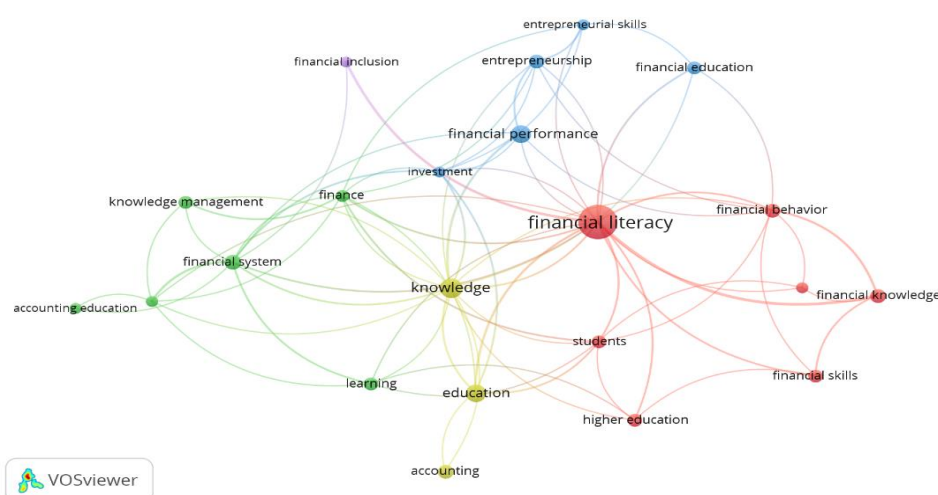 entrepreneurial skills
financial inclusion
entrepreneurship
financial education
financial performance
investment
knowledge management
finance
financial behavior
financial literacy
financial system
knowledge
financial knowledge
accounting education
students
financial skills
learning
education
higher education
accounting
VOSviewer